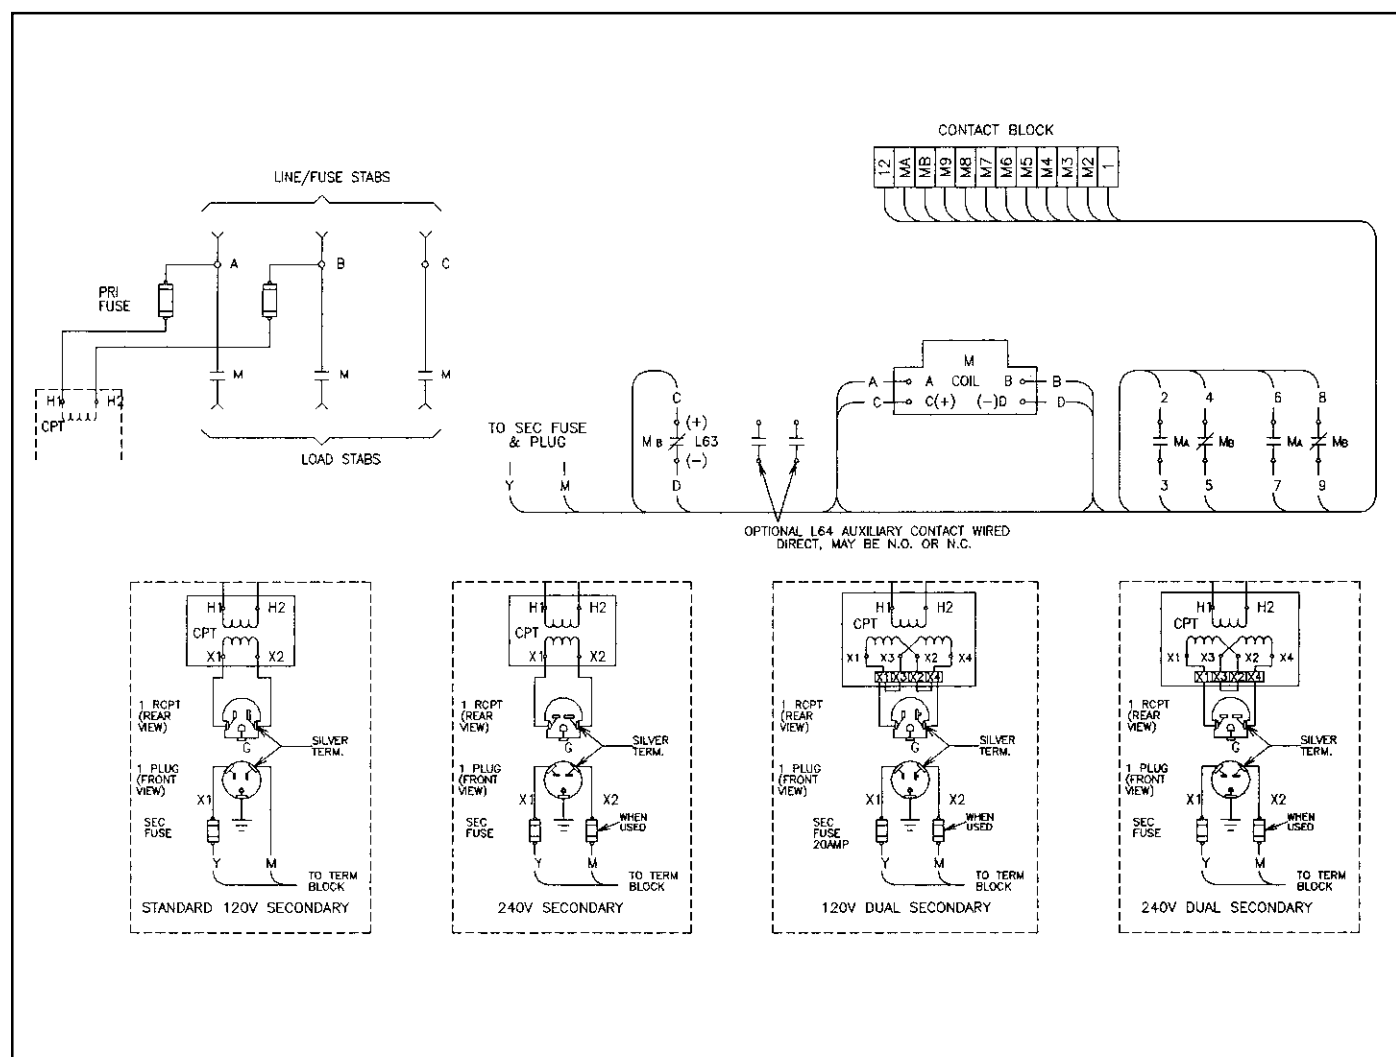 CONTACT BLOCK
12 MA MB M9 M8 M7 M6 M5 M4 M3 M2 1
LINE/FUSE STABS
A B C
PRI
FUSE
M M M
H1 H2
CPT
LOAD STABS
TO SEC FUSE
& PLUG
Y M
C
(+)
MB L63
(-)
D
M
A A COIL B B
C C(+) (-)D D
2 4 6 8
MA MB MA MB
3 5 7 9
OPTIONAL L64 AUXILIARY CONTACT WIRED
DIRECT, MAY BE N.O. OR N.C.
H1 H2
CPT
X1 X2
1 RCPT
(REAR
VIEW)
G
SILVER
TERM.
1 PLUG
(FRONT
VIEW)
X1
SEC
FUSE
Y M
TO TERM
BLOCK
STANDARD 120V SECONDARY
H1 H2
CPT
X1 X2
1 RCPT
(REAR
VIEW)
G
SILVER
TERM.
1 PLUG
(FRONT
VIEW)
X1 X2
SEC
FUSE
WHEN
USED
Y M
TO TERM
BLOCK
240V SECONDARY
H1 H2
CPT
X1 X3 X2 X4
X1 X3 X2 X4
1 RCPT
(REAR
VIEW)
G
SILVER
TERM.
1 PLUG
(FRONT
VIEW)
X1 X2
SEC
FUSE
20AMP
WHEN
USED
Y M
TO TERM
BLOCK
120V DUAL SECONDARY
H1 H2
CPT
X1 X3 X2 X4
X1 X3 X2 X4
1 RCPT
(REAR
VIEW)
G
SILVER
TERM.
1 PLUG
(FRONT
VIEW)
X1 X2
SEC
FUSE
WHEN
USED
Y M
TO TERM
BLOCK
240V DUAL SECONDARY